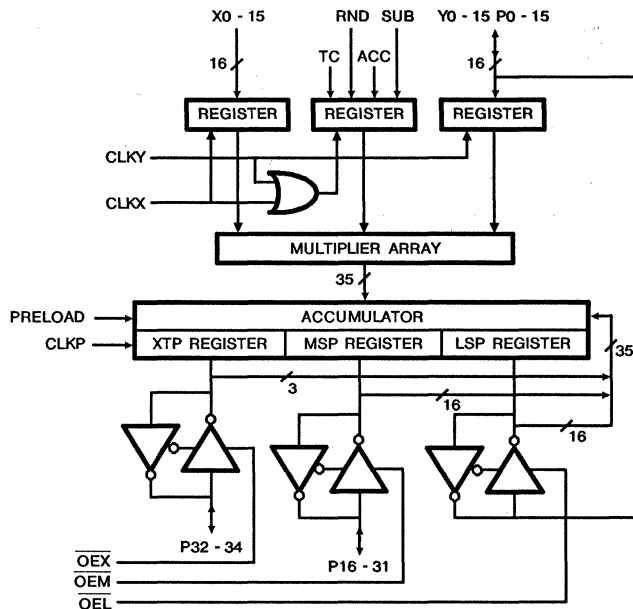 X0 - 15
RND SUB
Y0 - 15 P0 - 15
TC
ACC
16
16
REGISTER
REGISTER
REGISTER
CLKY
CLKX
MULTIPLIER ARRAY
35
PRELOAD
ACCUMULATOR
CLKP
XTP REGISTER
MSP REGISTER
LSP REGISTER
35
3
16
16
P32 - 34
P16 - 31
OEX
OEM
OEL